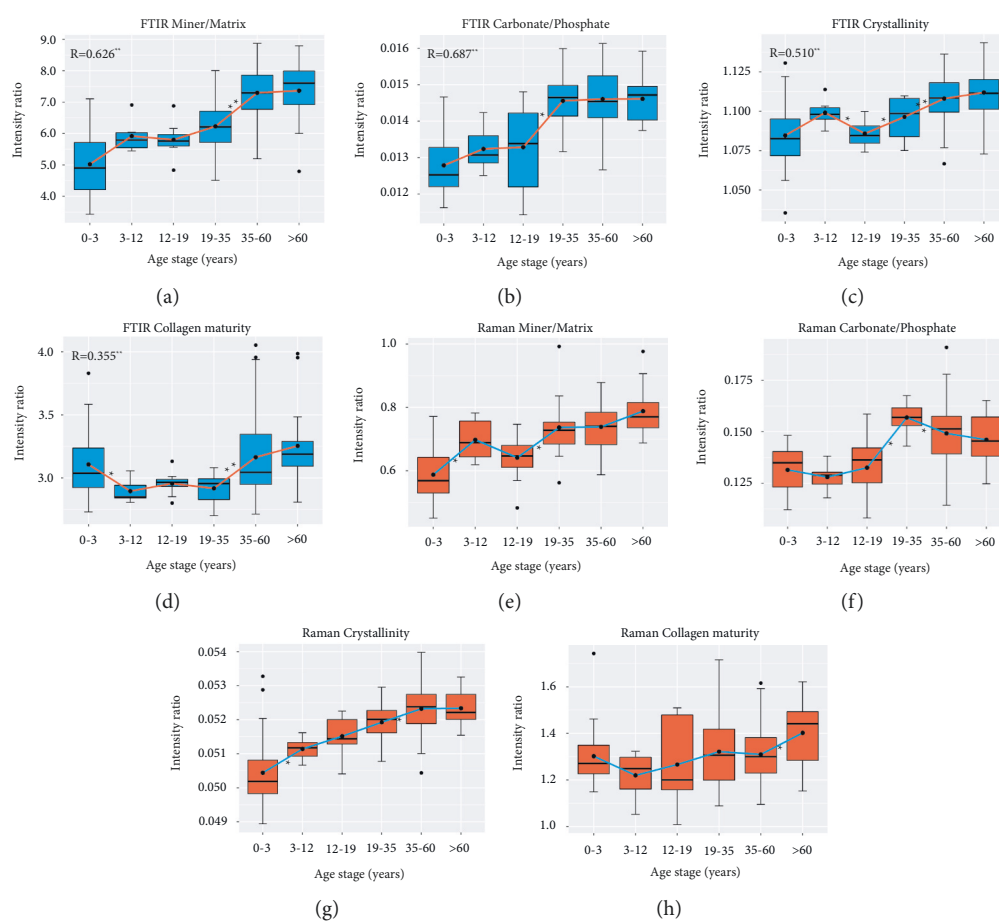 FTIR Miner/Matrix
R=0.626**
Intensity ratio
9.0
8.0
7.0
6.0
5.0
4.0
* *
0-3 3-12 12-19 19-35 35-60 >60
Age stage (years)
(a)
FTIR Carbonate/Phosphate
R=0.687**
Intensity ratio
0.016
0.015
0.014
0.013
0.012
*
0-3 3-12 12-19 19-35 35-60 >60
Age stage (years)
(b)
FTIR Crystallinity
R=0.510**
Intensity ratio
1.125
1.100
1.075
1.050
* * *
0-3 3-12 12-19 19-35 35-60 >60
Age stage (years)
(c)
FTIR Collagen maturity
R=0.355**
Intensity ratio
4.0
3.5
3.0
2.5
* * *
0-3 3-12 12-19 19-35 35-60 >60
Age stage (years)
(d)
Raman Miner/Matrix
Intensity ratio
1.0
0.8
0.6
* *
0-3 3-12 12-19 19-35 35-60 >60
Age stage (years)
(e)
Raman Carbonate/Phosphate
Intensity ratio
0.175
0.150
0.125
* *
0-3 3-12 12-19 19-35 35-60 >60
Age stage (years)
(f)
Raman Crystallinity
Intensity ratio
0.054
0.053
0.052
0.051
0.050
0.049
* *
0-3 3-12 12-19 19-35 35-60 >60
Age stage (years)
(g)
Raman Collagen maturity
Intensity ratio
1.6
1.4
1.2
1.0
*
0-3 3-12 12-19 19-35 35-60 >60
Age stage (years)
(h)